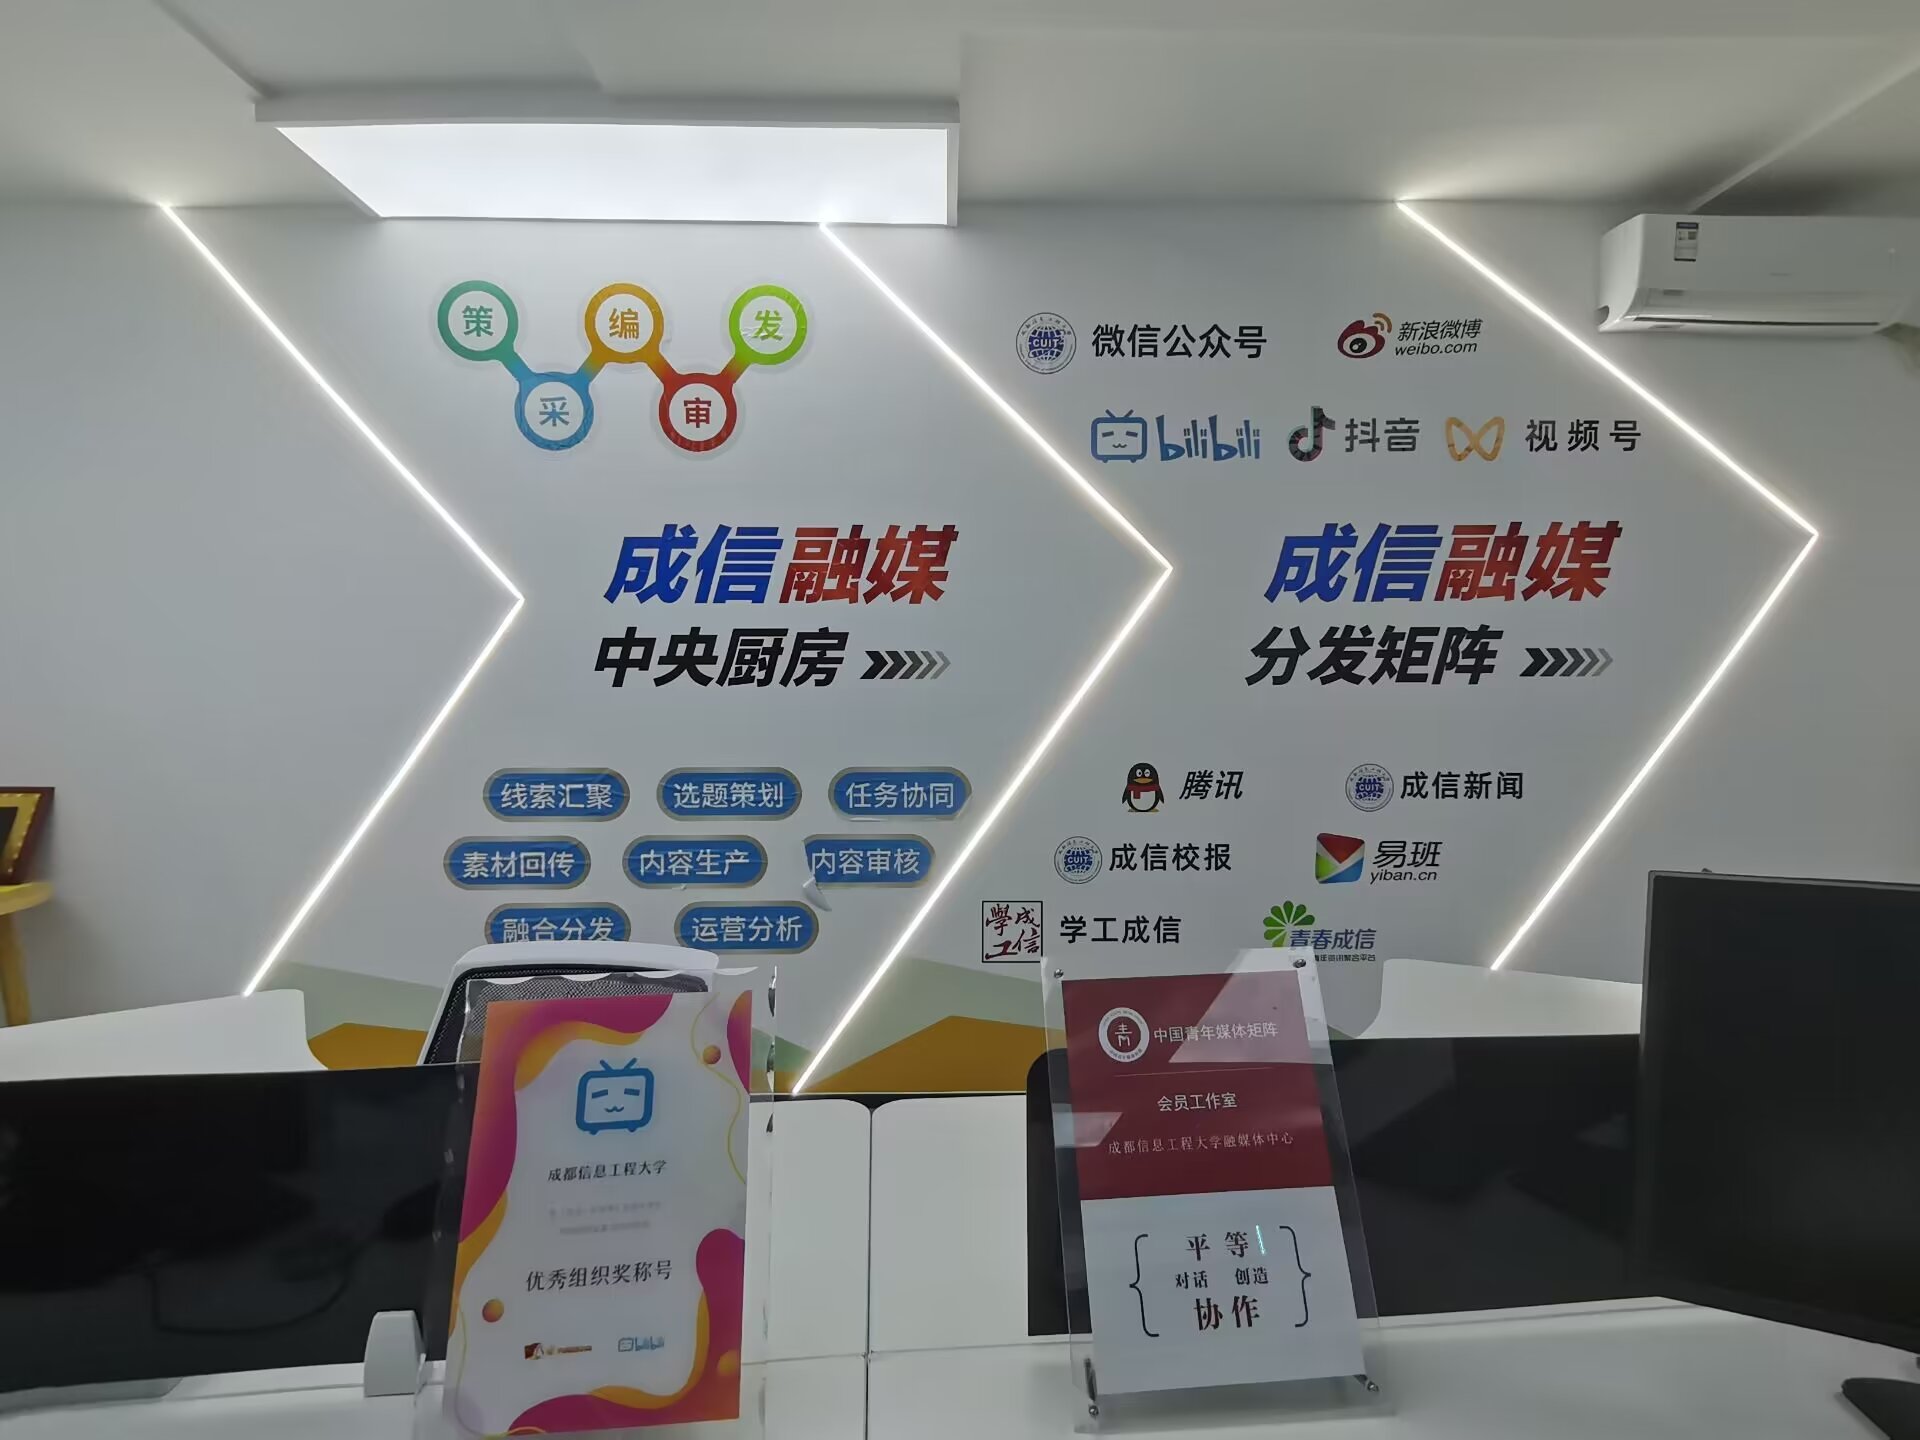 策
编
发
采
审
成信融媒
中央厨房
线索汇聚
选题策划
任务协同
素材回传
内容生产
内容审核
融合分发
运营分析
CUIT
微信公众号
新浪微博
weibo.com
bilibili
抖音
视频号
成信融媒
分发矩阵
腾讯
CUIT
成信新闻
CUIT
成信校报
易班
yiban.cn
學成
工信
学工成信
青春成信
成都信息工程大学
优秀组织奖称号
bilibili
中国青年媒体矩阵
会员工作室
成都信息工程大学融媒体中心
平等
对话 创造
协作